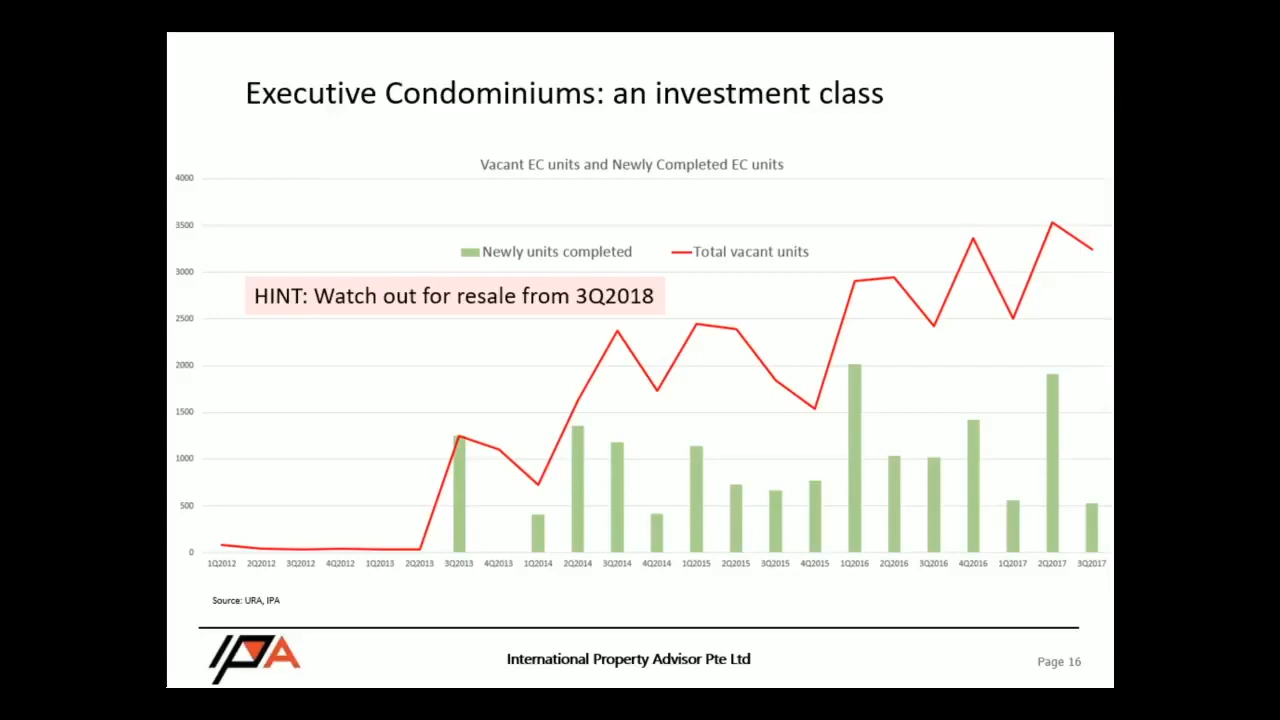 Executive Condominiums: an investment class
Vacant EC units and Newly Completed EC units
4000
3500
Newly units completed Total vacant units
3000
HINT: Watch out for resale from 3Q2018
2500
2000
1500
1000
500
0
1Q2012 2Q2012 3Q2012 4Q2012 1Q2013 2Q2013 3Q2013 4Q2013 1Q2014 2Q2014 3Q2014 4Q2014 1Q2015 2Q2015 3Q2015 4Q2015 1Q2016 2Q2016 3Q2016 4Q2016 1Q2017 2Q2017 3Q2017
Source: URA, IPA
IPA
International Property Advisor Pte Ltd
Page 16